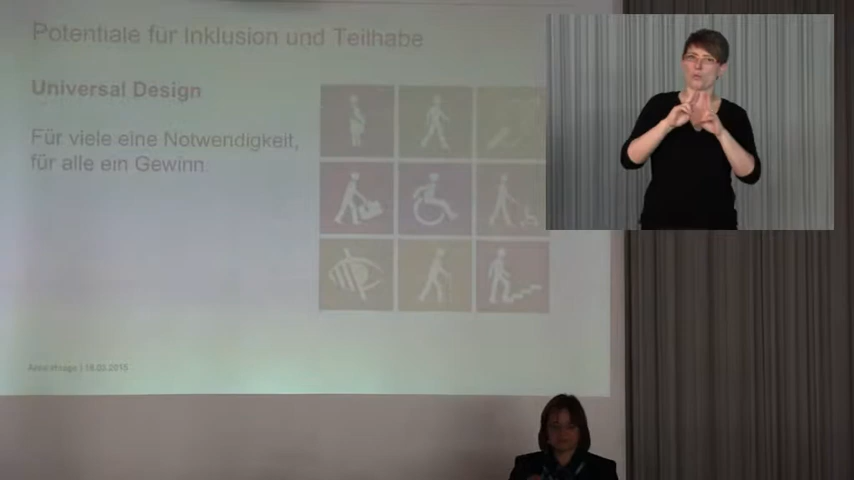 Potentiale für Inklusion und Teilhabe
Universal Design
Für viele eine Notwendigkeit,
für alle ein Gewinn